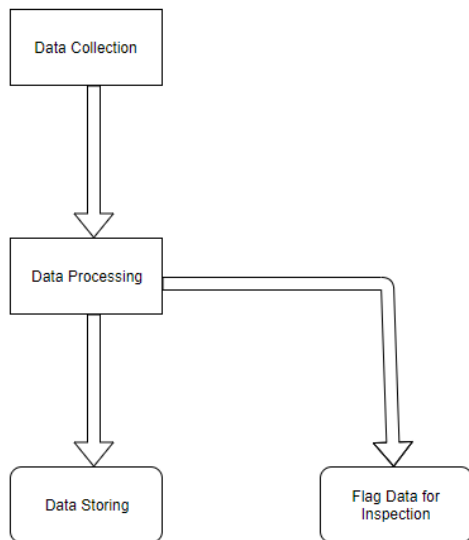 Data Collection
Data Processing
Data Storing
Flag Data for
Inspection